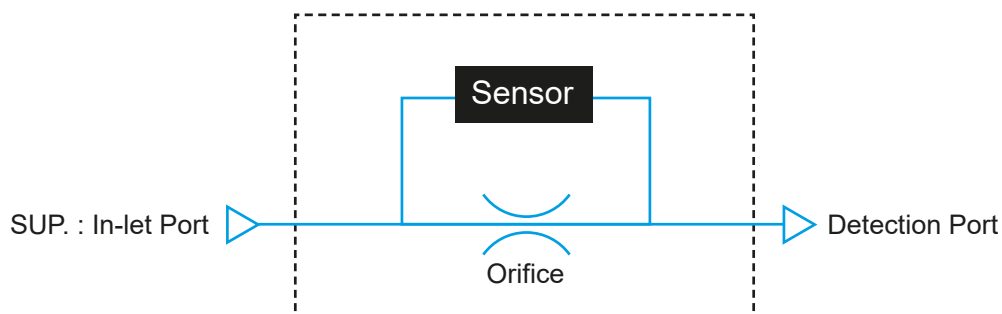 Sensor
SUP. : In-let Port
Detection Port
Orifice